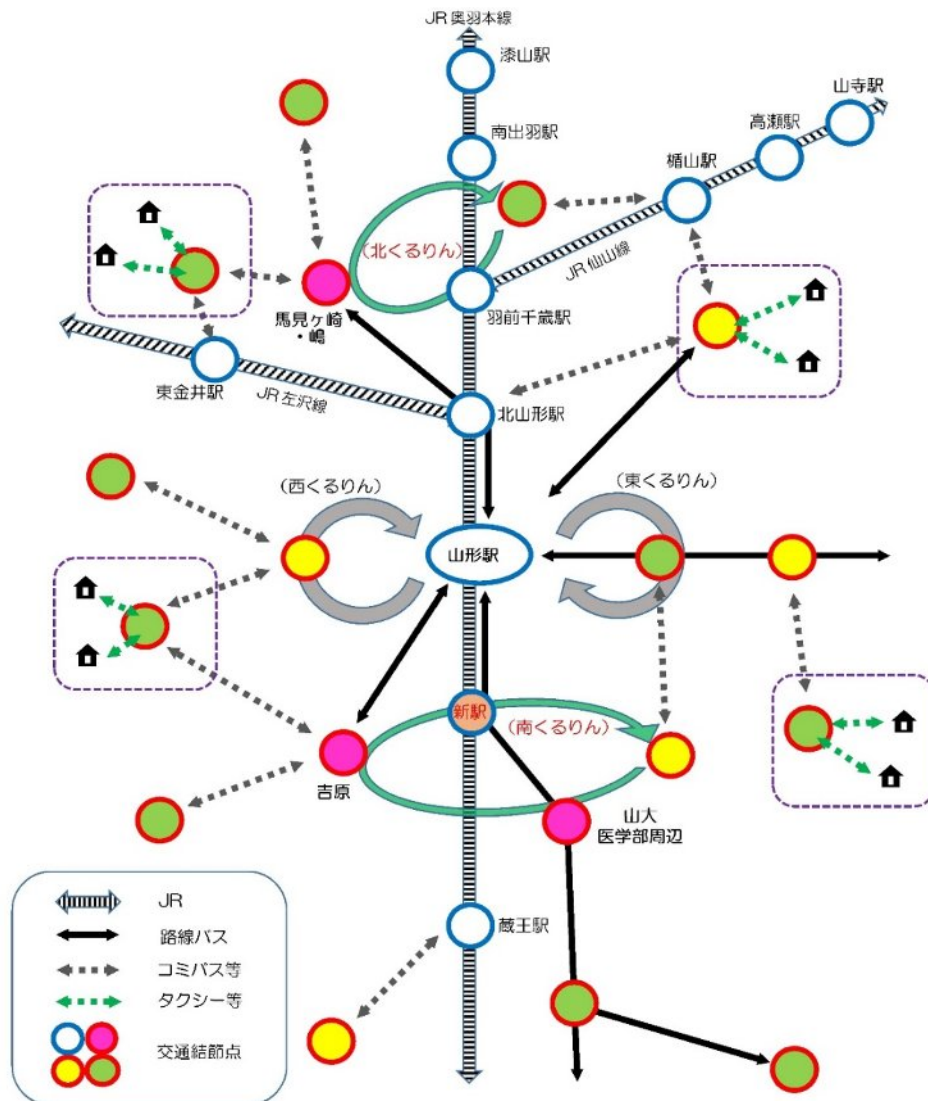 JR奥羽本線
漆山駅
山寺駅
高瀬駅
南出羽駅
楯山駅
(北くるりん)
JR仙山線
羽前千歳駅
馬見ヶ崎
・嶋
東金井駅
JR左沢線
北山形駅
(西くるりん)
(東くるりん)
山形駅
新駅
(南くるりん)
吉原
山大
医学部周辺
蔵王駅
JR
路線バス
コミバス等
タクシー等
交通結節点